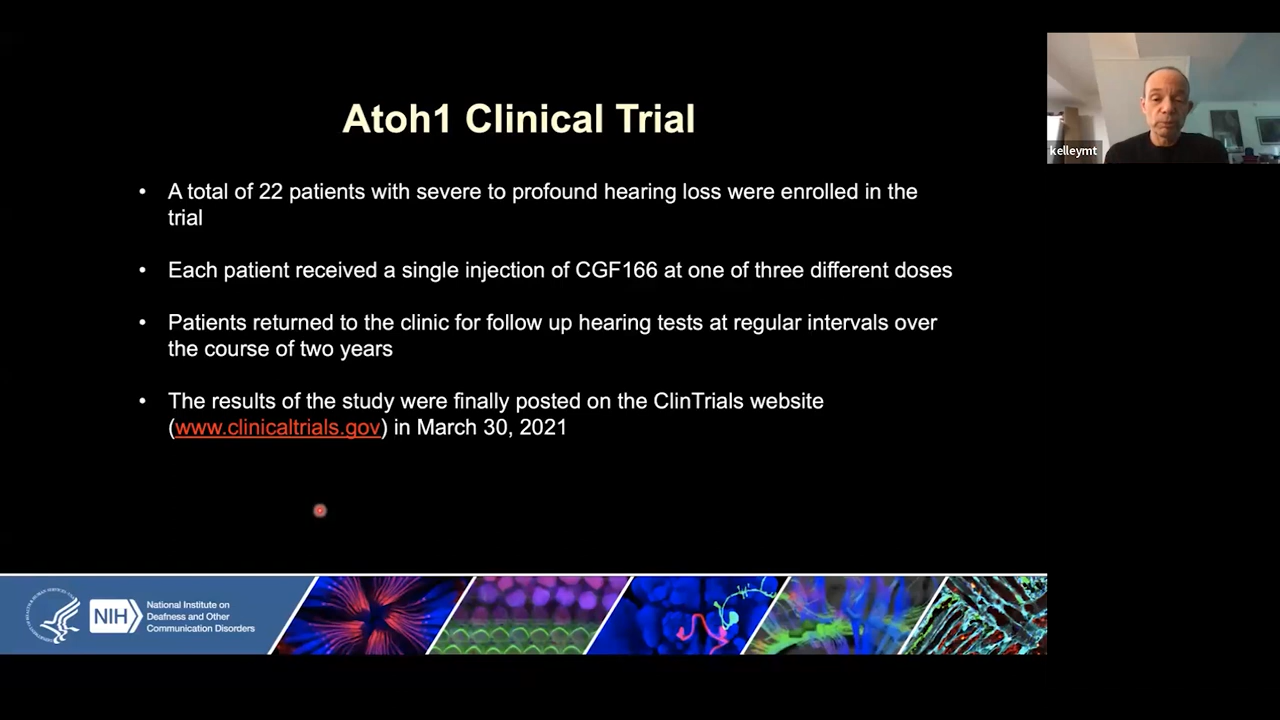 Atoh1 Clinical Trial
kelleymt
• A total of 22 patients with severe to profound hearing loss were enrolled in the
trial
• Each patient received a single injection of CGF166 at one of three different doses
• Patients returned to the clinic for follow up hearing tests at regular intervals over
the course of two years
• The results of the study were finally posted on the ClinTrials website
(www.clinicaltrials.gov) in March 30, 2021
NIH
National Institute on
Deafness and Other
Communication Disorders